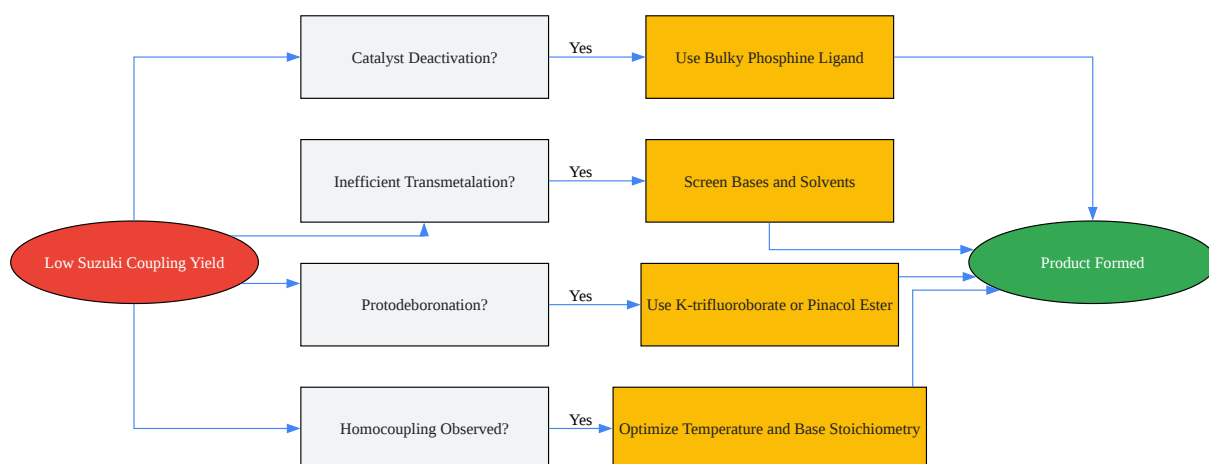 Catalyst Deactivation?
Yes
Use Bulky Phosphine Ligand
Inefficient Transmetalation?
Yes
Screen Bases and Solvents
Low Suzuki Coupling Yield
Product Formed
Protodeboronation?
Yes
Use K-trifluoroborate or Pinacol Ester
Homocoupling Observed?
Yes
Optimize Temperature and Base Stoichiometry